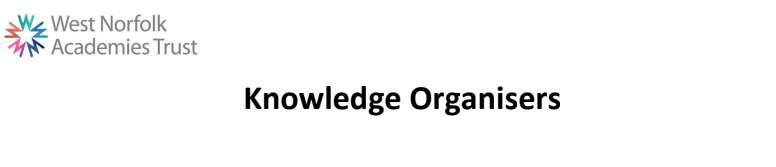 West Norfolk
Academies Trust
Knowledge Organisers